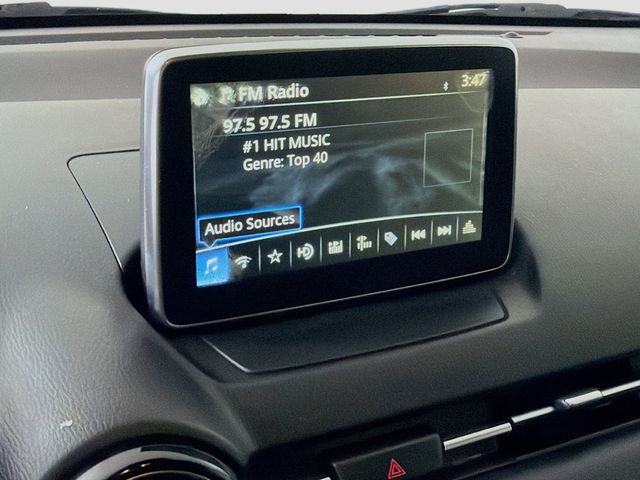 FM Radio
3:47
97.5 97.5 FM
#1 HIT MUSIC
Genre: Top 40
Audio Sources